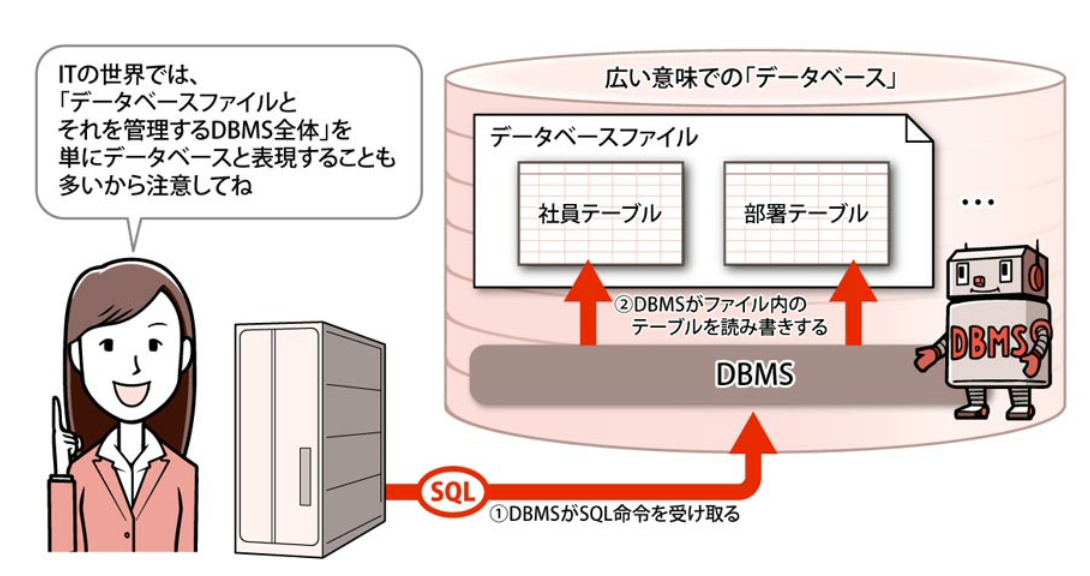 ITの世界では、
「データベースファイルと
それを管理するDBMS全体」を
単にデータベースと表現することも
多いから注意してね
広い意味での「データベース」
データベースファイル
社員テーブル
部署テーブル
…
②DBMSがファイル内の
テーブルを読み書きする
DBMS
DBMS
SQL
①DBMSがSQL命令を受け取る